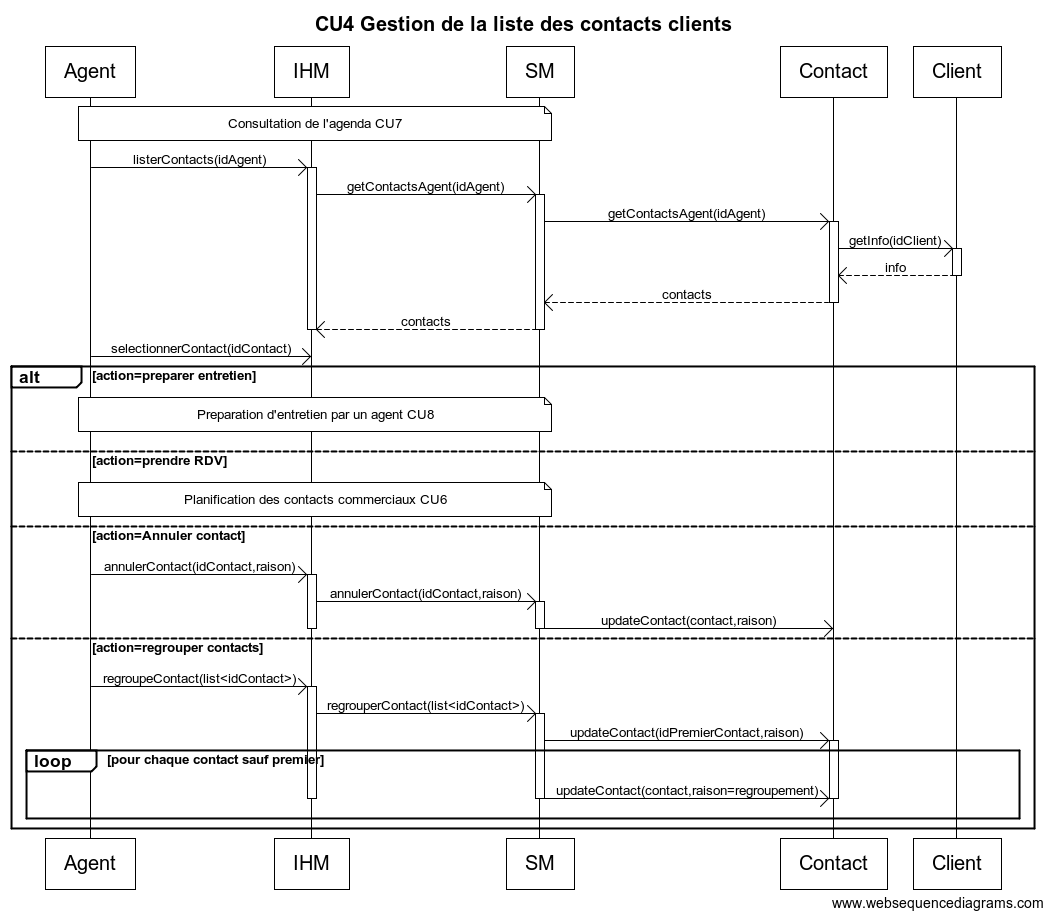 CU4 Gestion de la liste des contacts clients
Agent IHM SM Contact Client
Consultation de l'agenda CU7
listerContacts(idAgent)
getContactsAgent(idAgent)
getContactsAgent(idAgent)
getInfo(idClient)
info
contacts
contacts
selectionnerContact(idContact)
alt [action=preparer entretien]
Preparation d'entretien par un agent CU8
[action=prendre RDV]
Planification des contacts commerciaux CU6
[action=Annuler contact]
annulerContact(idContact,raison)
annulerContact(idContact,raison)
updateContact(contact,raison)
[action=regrouper contacts]
regroupeContact(list<idContact>)
regrouperContact(list<idContact>)
updateContact(idPremierContact,raison)
loop [pour chaque contact sauf premier]
updateContact(contact,raison=regroupement)
Agent IHM SM Contact Client
www.websequencediagrams.com